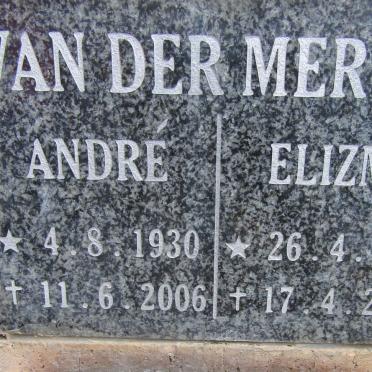 VAN DER MER
ANDRÉ ELIZM
★ 4.8.1930 ★ 26.4.
† 11.6.2006 † 17.4.2